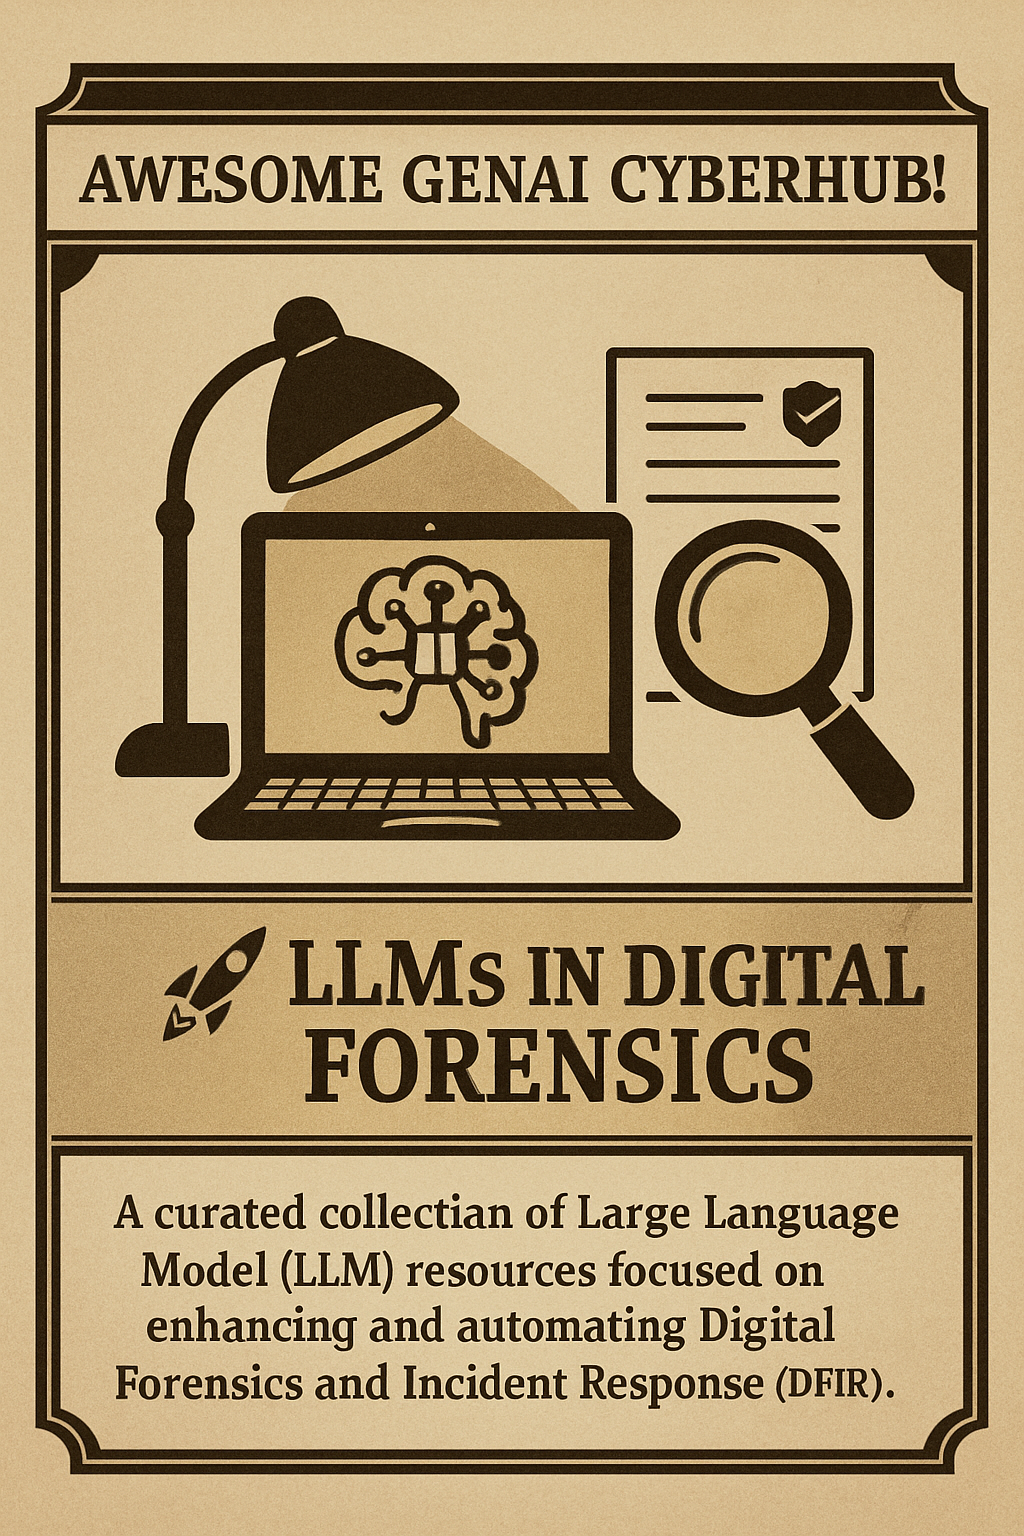 AWESOME GENAI CYBERHUB!
LLMs IN DIGITAL
FORENSICS
A curated collectian of Large Language
Model (LLM) resources focused on
enhancing and automating Digital
Forensics and Incident Response (DFIR).